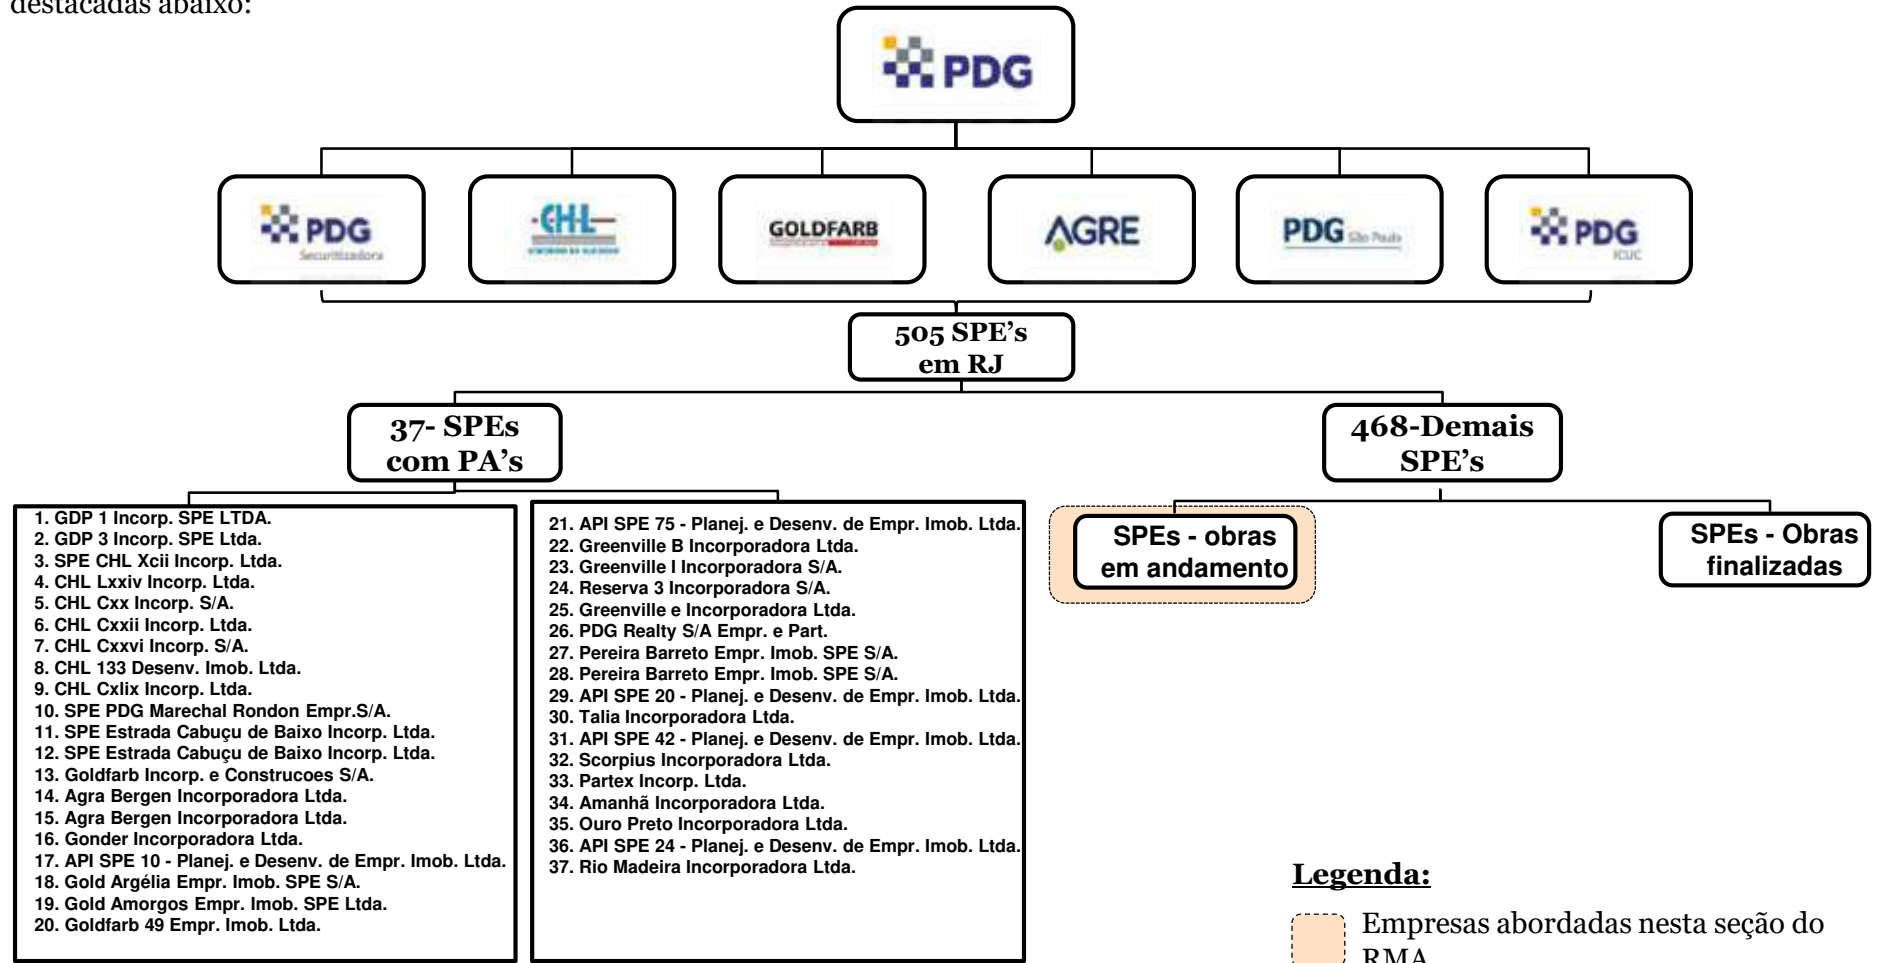 destacadas abaixo:
PDG
PDG
Securitizadora
CHL
GOLDFARB
AGRE
PDG São Paulo
PDG
ICUC
505 SPE’s
em RJ
37- SPEs
com PA’s
468-Demais
SPE’s
1. GDP 1 Incorp. SPE LTDA.
2. GDP 3 Incorp. SPE Ltda.
3. SPE CHL Xcii Incorp. Ltda.
4. CHL Lxxiv Incorp. Ltda.
5. CHL Cxx Incorp. S/A.
6. CHL Cxxii Incorp. Ltda.
7. CHL Cxxvi Incorp. S/A.
8. CHL 133 Desenv. Imob. Ltda.
9. CHL Cxlix Incorp. Ltda.
10. SPE PDG Marechal Rondon Empr.S/A.
11. SPE Estrada Cabuçu de Baixo Incorp. Ltda.
12. SPE Estrada Cabuçu de Baixo Incorp. Ltda.
13. Goldfarb Incorp. e Construcoes S/A.
14. Agra Bergen Incorporadora Ltda.
15. Agra Bergen Incorporadora Ltda.
16. Gonder Incorporadora Ltda.
17. API SPE 10 - Planej. e Desenv. de Empr. Imob. Ltda.
18. Gold Argélia Empr. Imob. SPE S/A.
19. Gold Amorgos Empr. Imob. SPE Ltda.
20. Goldfarb 49 Empr. Imob. Ltda.
21. API SPE 75 - Planej. e Desenv. de Empr. Imob. Ltda.
22. Greenville B Incorporadora Ltda.
23. Greenville I Incorporadora S/A.
24. Reserva 3 Incorporadora S/A.
25. Greenville e Incorporadora Ltda.
26. PDG Realty S/A Empr. e Part.
27. Pereira Barreto Empr. Imob. SPE S/A.
28. Pereira Barreto Empr. Imob. SPE S/A.
29. API SPE 20 - Planej. e Desenv. de Empr. Imob. Ltda.
30. Talia Incorporadora Ltda.
31. API SPE 42 - Planej. e Desenv. de Empr. Imob. Ltda.
32. Scorpius Incorporadora Ltda.
33. Partex Incorp. Ltda.
34. Amanhã Incorporadora Ltda.
35. Ouro Preto Incorporadora Ltda.
36. API SPE 24 - Planej. e Desenv. de Empr. Imob. Ltda.
37. Rio Madeira Incorporadora Ltda.
SPEs - obras
em andamento
SPEs - Obras
finalizadas
Legenda:
Empresas abordadas nesta seção do
RMA